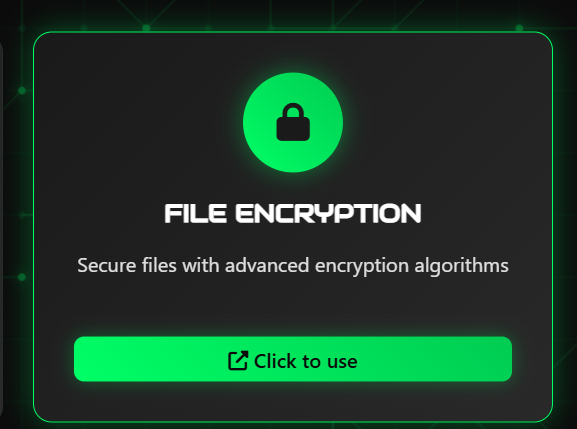 FILE ENCRYPTION
Secure files with advanced encryption algorithms
Click to use